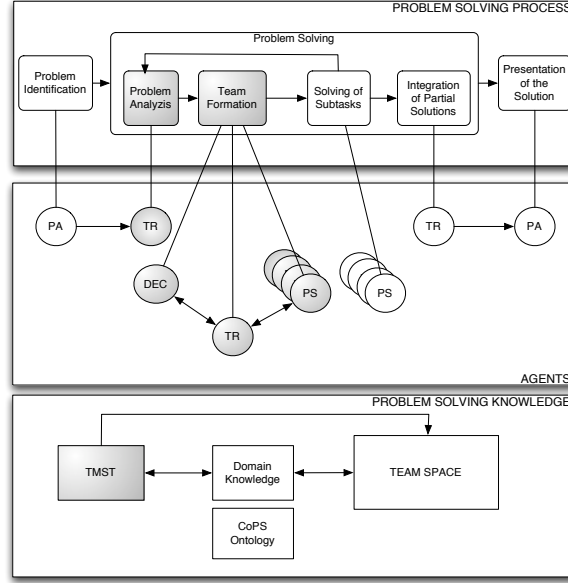 PROBLEM SOLVING PROCESS
Problem Solving
Problem
Identification
Problem
Analyzis
Team
Formation
Solving of
Subtasks
Integration
of Partial
Solutions
Presentation
of the
Solution
PA
TR
TR
PA
DEC
PS
PS
TR
AGENTS
PROBLEM SOLVING KNOWLEDGE
TMST
Domain
Knowledge
TEAM SPACE
CoPS
Ontology